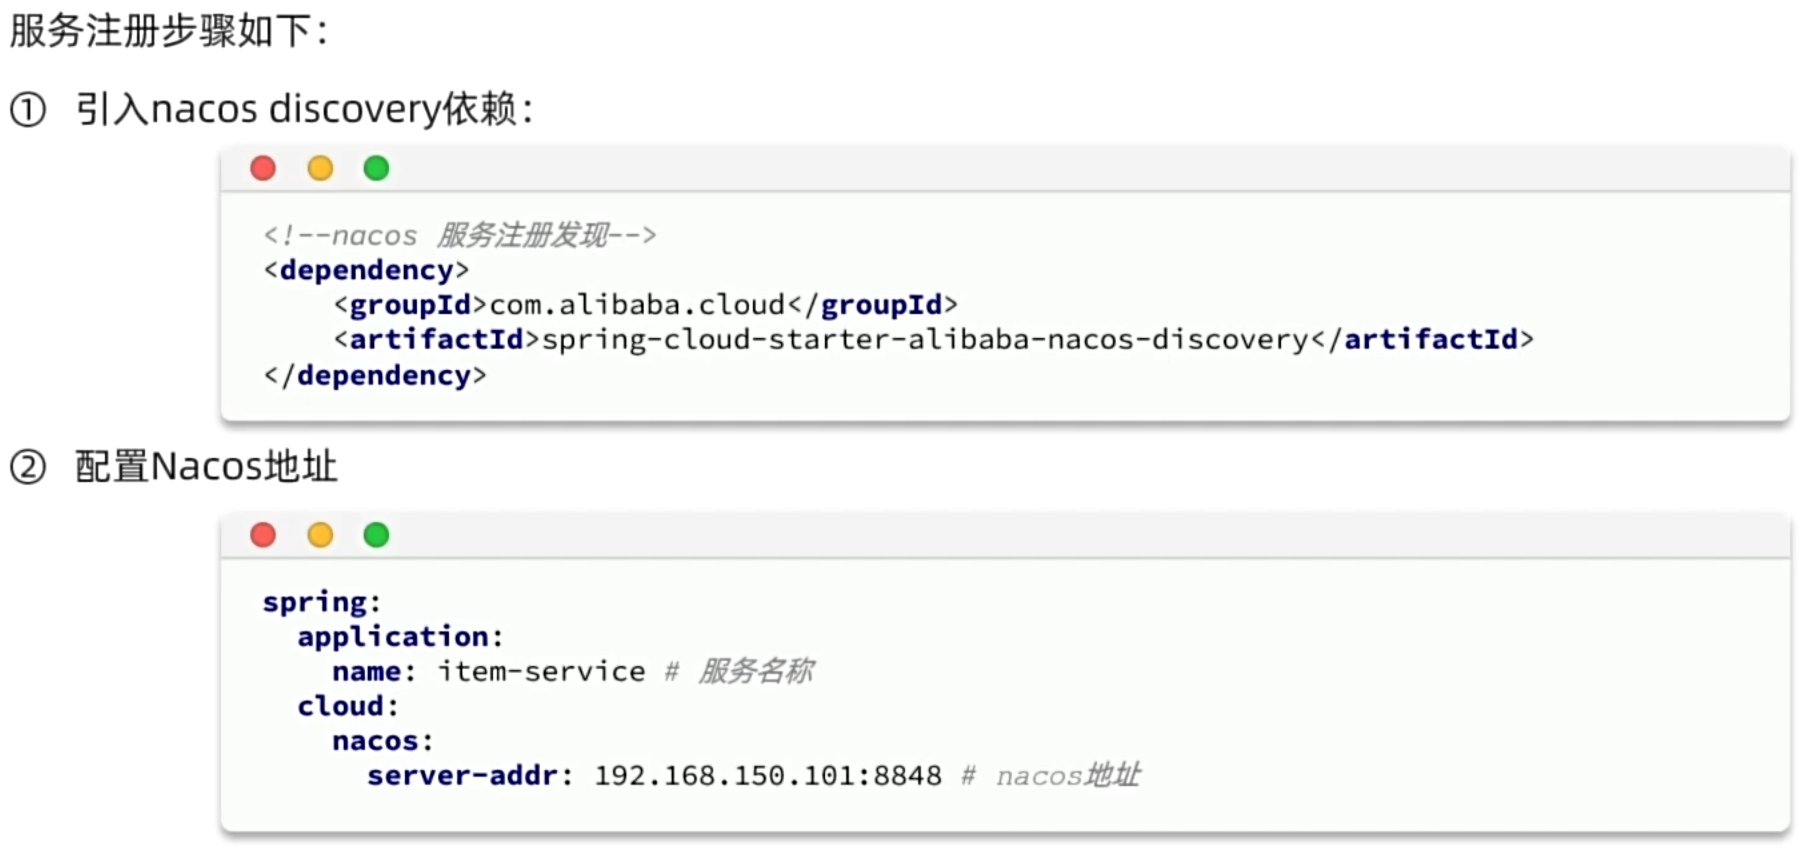 服务注册步骤如下：
① 引入nacos discovery依赖：
<!--nacos 服务注册发现-->
<dependency>
    <groupId>com.alibaba.cloud</groupId>
    <artifactId>spring-cloud-starter-alibaba-nacos-discovery</artifactId>
</dependency>
② 配置Nacos地址
spring:
  application:
    name: item-service # 服务名称
  cloud:
    nacos:
      server-addr: 192.168.150.101:8848 # nacos地址